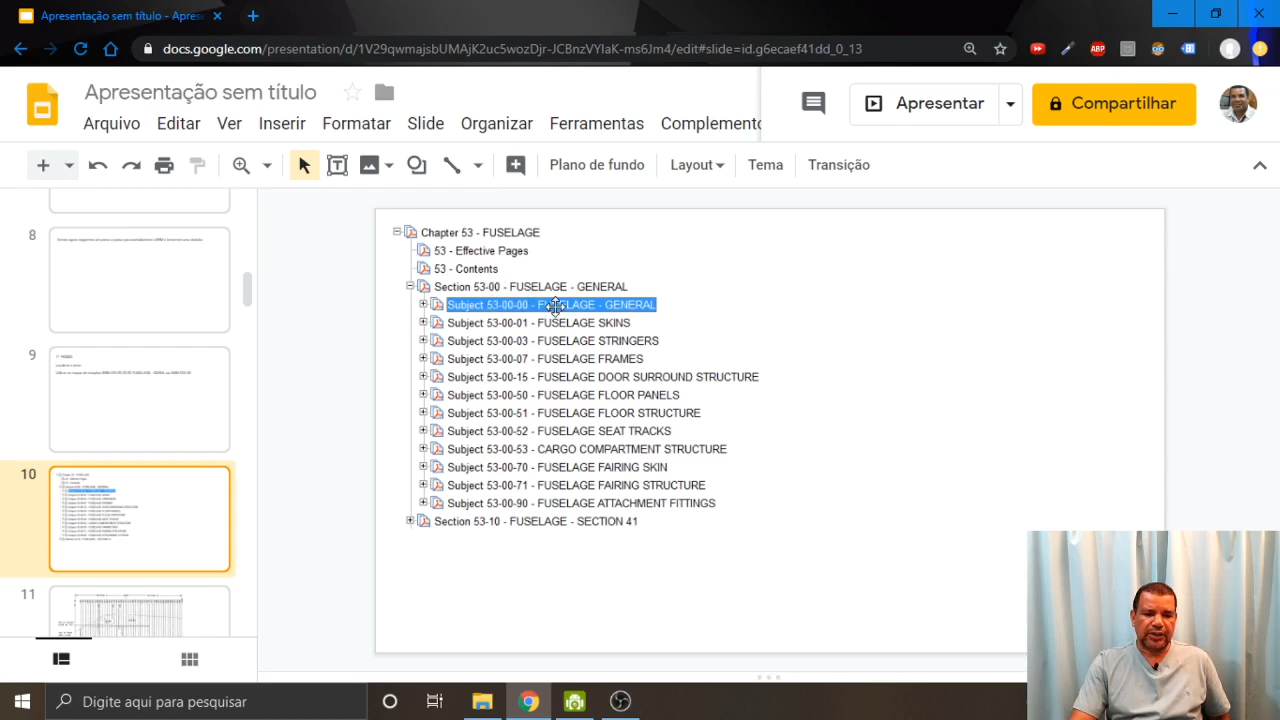 Apresentação sem título - Apres
docs.google.com/presentation/d/1V29qwmajsbUMAjK2uc5wozDjr-JCBnzVYlaK-ms6Jm4/edit#slide=id.g6ecaef41dd_0_13
ABP
Apresentação sem título
Apresentar
Compartilhar
Arquivo Editar Ver Inserir Formatar Slide Organizar Ferramentas Complemento
Plano de fundo Layout Tema Transição
8
9
10
11
Chapter 53 - FUSELAGE
53 - Effective Pages
53 - Contents
Section 53-00 - FUSELAGE - GENERAL
Subject 53-00-00 - FUSELAGE - GENERAL
Subject 53-00-01 - FUSELAGE SKINS
Subject 53-00-03 - FUSELAGE STRINGERS
Subject 53-00-07 - FUSELAGE FRAMES
Subject 53-00-15 - FUSELAGE DOOR SURROUND STRUCTURE
Subject 53-00-50 - FUSELAGE FLOOR PANELS
Subject 53-00-51 - FUSELAGE FLOOR STRUCTURE
Subject 53-00-52 - FUSELAGE SEAT TRACKS
Subject 53-00-53 - CARGO COMPARTMENT STRUCTURE
Subject 53-00-70 - FUSELAGE FAIRING SKIN
Subject 53-00-71 - FUSELAGE FAIRING STRUCTURE
Subject 53-00-90 - FUSELAGE ATTACHMENT FITTINGS
Section 53-10 - FUSELAGE - SECTION 41
Digite aqui para pesquisar